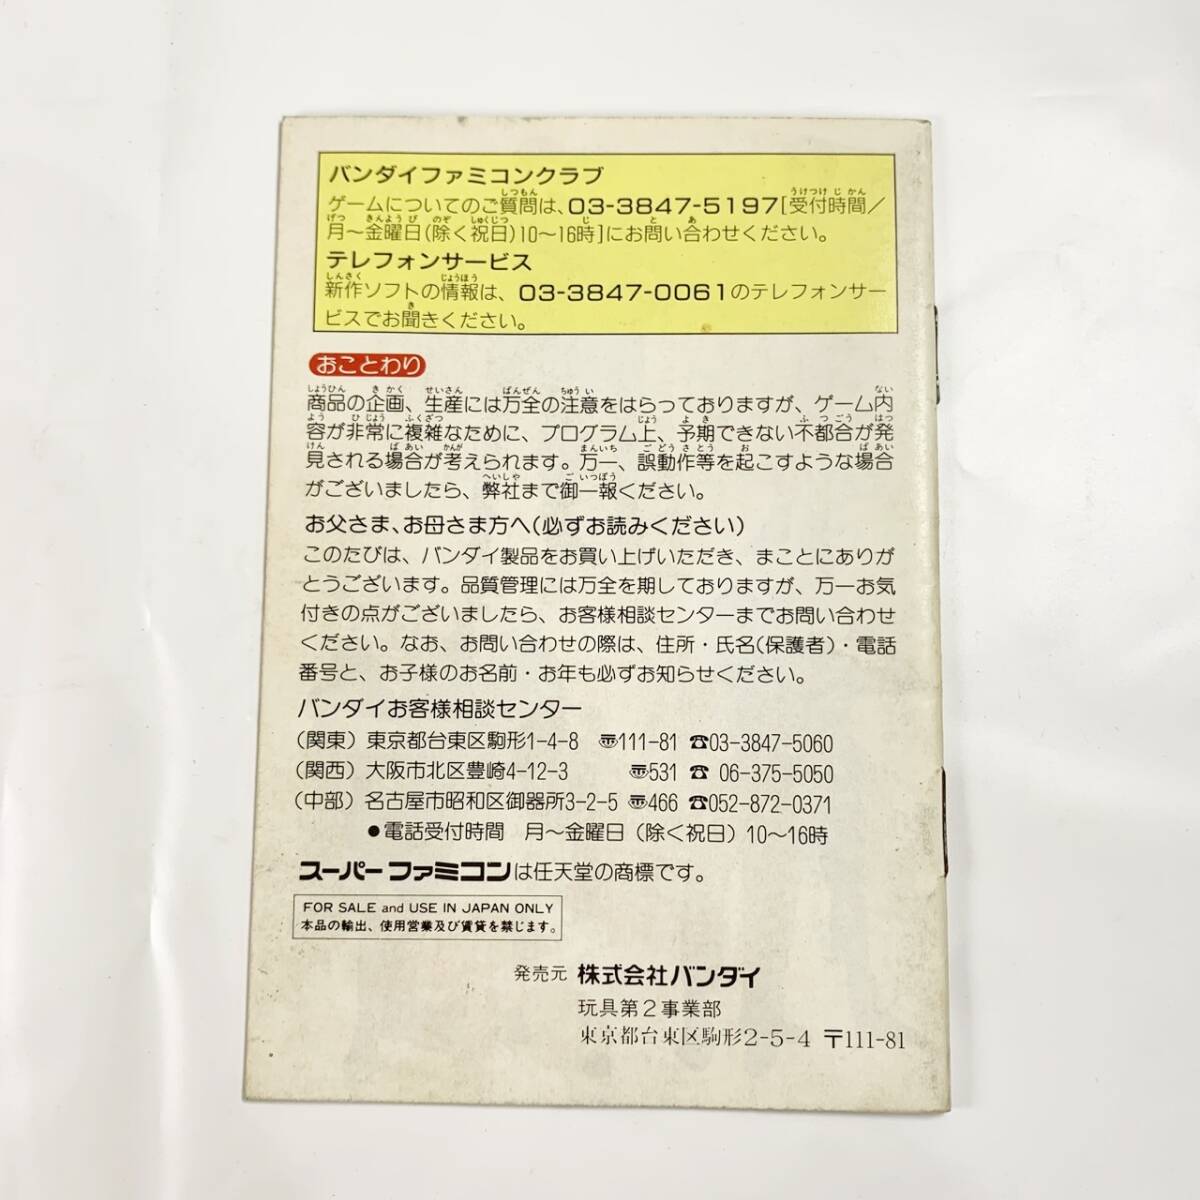 バンダイファミコンクラブ
ゲームについてのご質問は、03-3847-5197[受付時間/
月〜金曜日(除く祝日)10〜16時]にお問い合わせください。
テレフォンサービス
新作ソフトの情報は、03-3847-0061のテレフォンサー
ビスでお聞きください。
おことわり
商品の企画、生産には万全の注意をはらっておりますが、ゲーム内
容が非常に複雑なために、プログラム上、予期できない不都合が発
見される場合が考えられます。万一、誤動作等を起こすような場合
がございましたら、弊社まで御一報ください。
お父さま、お母さま方へ(必ずお読みください)
このたびは、バンダイ製品をお買い上げいただき、まことにありが
とうございます。品質管理には万全を期しておりますが、万一お気
付きの点がございましたら、お客様相談センターまでお問い合わせ
ください。なお、お問い合わせの際は、住所・氏名(保護者)・電話
番号と、お子様のお名前・お年も必ずお知らせください。
バンダイお客様相談センター
(関東) 東京都台東区駒形1-4-8 〠111-81 ☎03-3847-5060
(関西) 大阪市北区豊崎4-12-3 〠531 ☎ 06-375-5050
(中部) 名古屋市昭和区御器所3-2-5 〠466 ☎052-872-0371
●電話受付時間 月〜金曜日(除く祝日)10〜16時
スーパーファミコンは任天堂の商標です。
FOR SALE and USE IN JAPAN ONLY
本品の輸出、使用営業及び賃貸を禁じます。
発売元 株式会社バンダイ
玩具第2事業部
東京都台東区駒形2-5-4 〒111-81